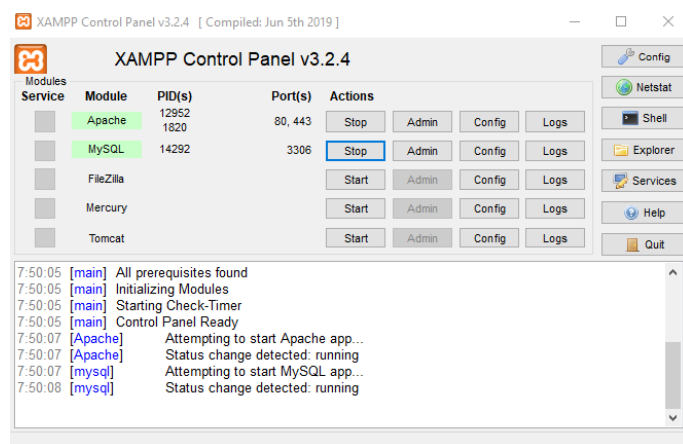 XAMPP Control Panel v3.2.4 [ Compiled: Jun 5th 2019 ]
XAMPP Control Panel v3.2.4
Config
Modules
Service Module PID(s) Port(s) Actions
Netstat
Apache 12952 1820 80, 443 Stop Admin Config Logs
Shell
MySQL 14292 3306 Stop Admin Config Logs
Explorer
FileZilla Start Admin Config Logs
Services
Mercury Start Admin Config Logs
Help
Tomcat Start Admin Config Logs
Quit
7:50:05 [main] All prerequisites found
7:50:05 [main] Initializing Modules
7:50:05 [main] Starting Check-Timer
7:50:05 [main] Control Panel Ready
7:50:07 [Apache] Attempting to start Apache app...
7:50:07 [Apache] Status change detected: running
7:50:07 [mysql] Attempting to start MySQL app...
7:50:08 [mysql] Status change detected: running